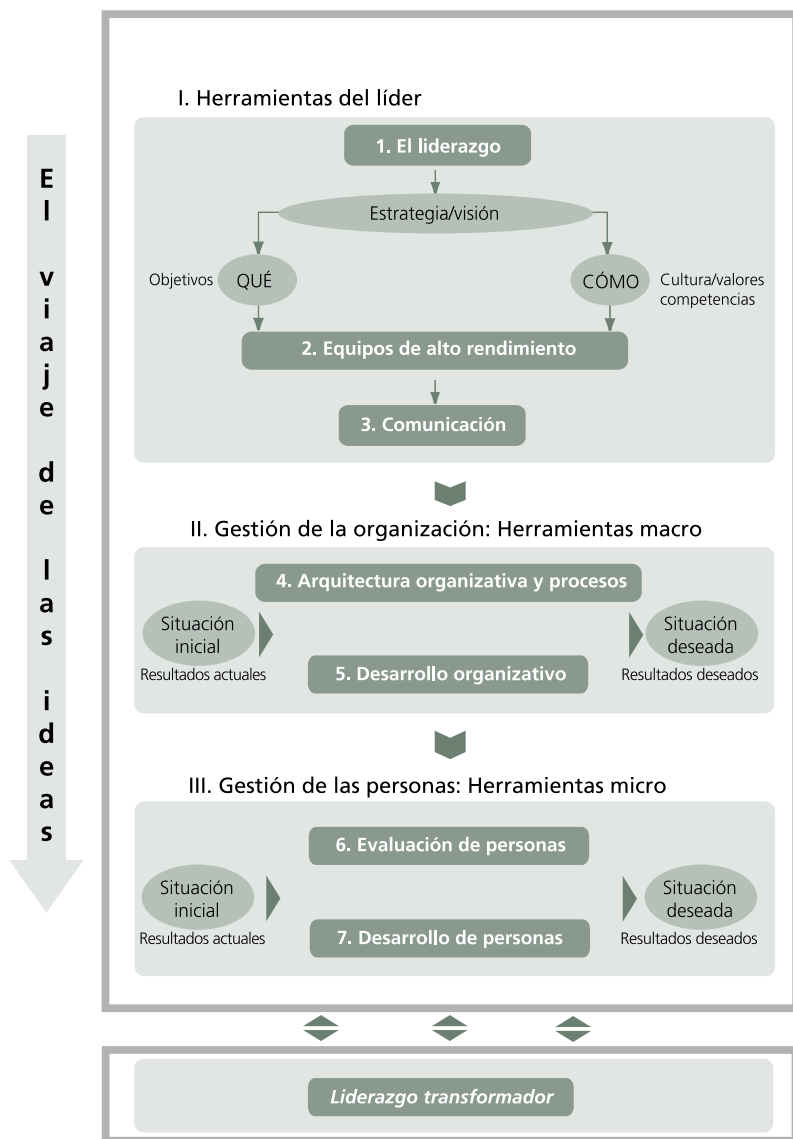 El viaje de las ideas
I. Herramientas del líder
1. El liderazgo
Estrategia/visión
Objetivos
QUÉ
CÓMO
Cultura/valores
competencias
2. Equipos de alto rendimiento
3. Comunicación
II. Gestión de la organización: Herramientas macro
4. Arquitectura organizativa y procesos
Situación
inicial
Resultados actuales
Situación
deseada
Resultados deseados
5. Desarrollo organizativo
III. Gestión de las personas: Herramientas micro
6. Evaluación de personas
Situación
inicial
Resultados actuales
Situación
deseada
Resultados deseados
7. Desarrollo de personas
Liderazgo transformador